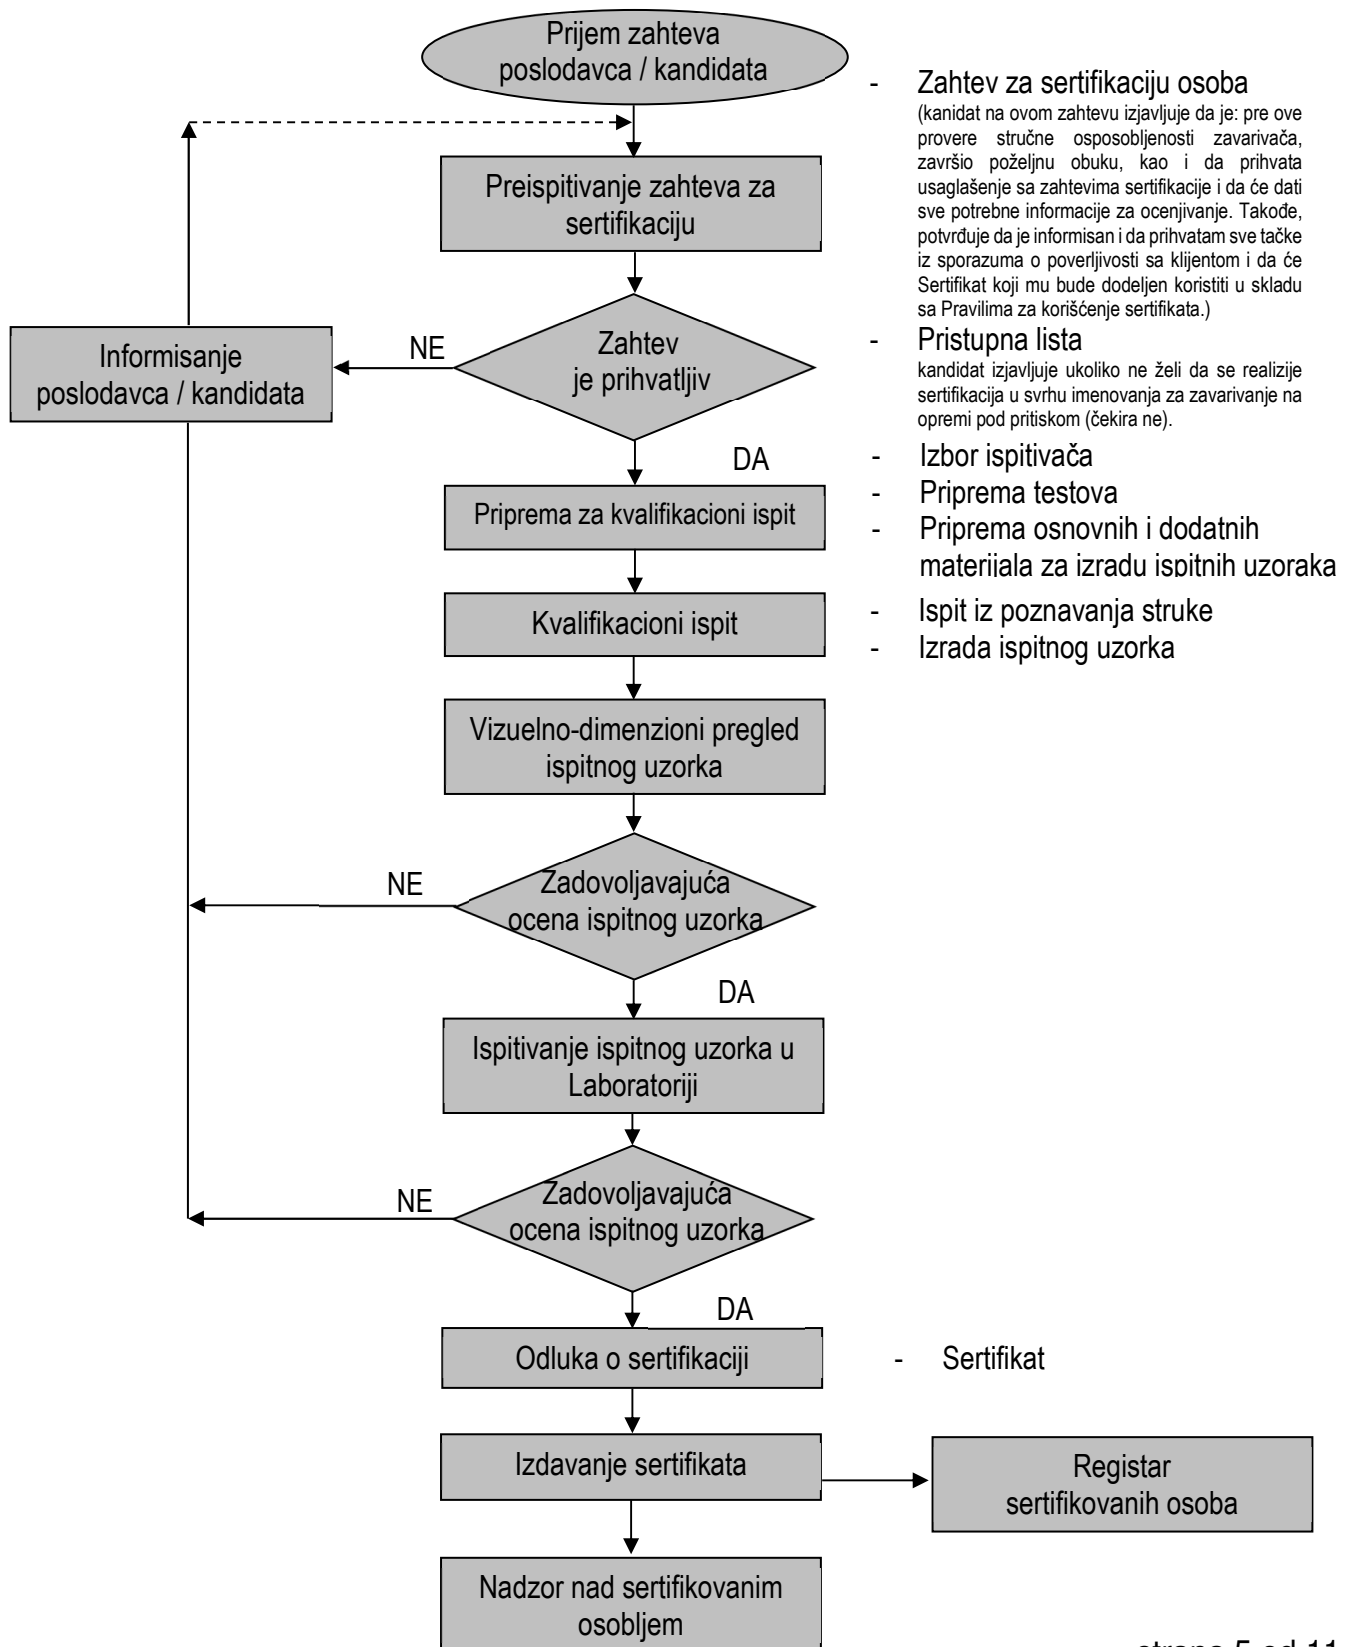 Prijem zahteva
poslodavca / kandidata
- Zahtev za sertifikaciju osoba
(kanidat na ovom zahtevu izjavljuje da je: pre ove
provere stručne osposobljenosti zavarivača,
završio poželjnu obuku, kao i da prihvata
usaglašenje sa zahtevima sertifikacije i da će dati
sve potrebne informacije za ocenjivanje. Takođe,
potvrđuje da je informisan i da prihvatam sve tačke
iz sporazuma o poverljivosti sa klijentom i da će
Sertifikat koji mu bude dodeljen koristiti u skladu
sa Pravilima za korišćenje sertifikata.)
Preispitivanje zahteva za
sertifikaciju
Zahtev
je prihvatljiv
NE
Informisanje
poslodavca / kandidata
- Pristupna lista
kandidat izjavljuje ukoliko ne želi da se realizije
sertifikacija u svrhu imenovanja za zavarivanje na
opremi pod pritiskom (čekira ne).
DA
- Izbor ispitivača
- Priprema testova
- Priprema osnovnih i dodatnih
materijala za izradu ispitnih uzoraka
Priprema za kvalifikacioni ispit
Kvalifikacioni ispit
- Ispit iz poznavanja struke
- Izrada ispitnog uzorka
Vizuelno-dimenzioni pregled
ispitnog uzorka
NE
Zadovoljavajuća
ocena ispitnog uzorka
DA
Ispitivanje ispitnog uzorka u
Laboratoriji
NE
Zadovoljavajuća
ocena ispitnog uzorka
DA
Odluka o sertifikaciji
- Sertifikat
Izdavanje sertifikata
Registar
sertifikovanih osoba
Nadzor nad sertifikovanim
osobljem
strana 5 od 11